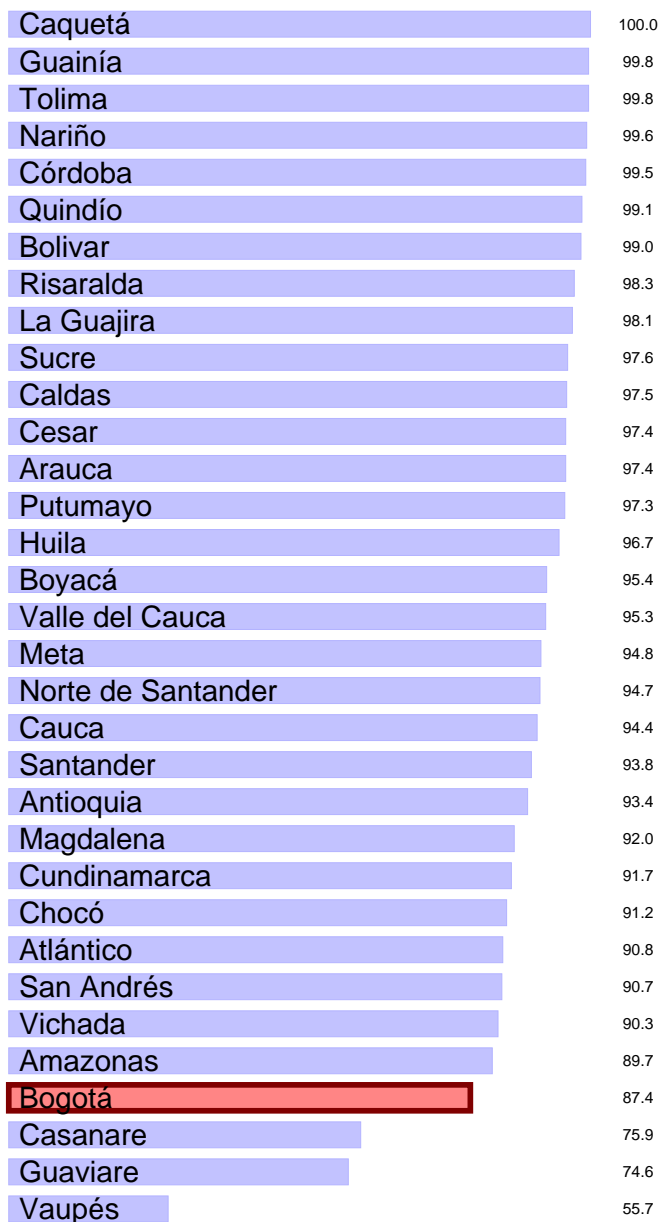 Caquetá 100.0
Guainía 99.8
Tolima 99.8
Nariño 99.6
Córdoba 99.5
Quindío 99.1
Bolivar 99.0
Risaralda 98.3
La Guajira 98.1
Sucre 97.6
Caldas 97.5
Cesar 97.4
Arauca 97.4
Putumayo 97.3
Huila 96.7
Boyacá 95.4
Valle del Cauca 95.3
Meta 94.8
Norte de Santander 94.7
Cauca 94.4
Santander 93.8
Antioquia 93.4
Magdalena 92.0
Cundinamarca 91.7
Chocó 91.2
Atlántico 90.8
San Andrés 90.7
Vichada 90.3
Amazonas 89.7
Bogotá 87.4
Casanare 75.9
Guaviare 74.6
Vaupés 55.7